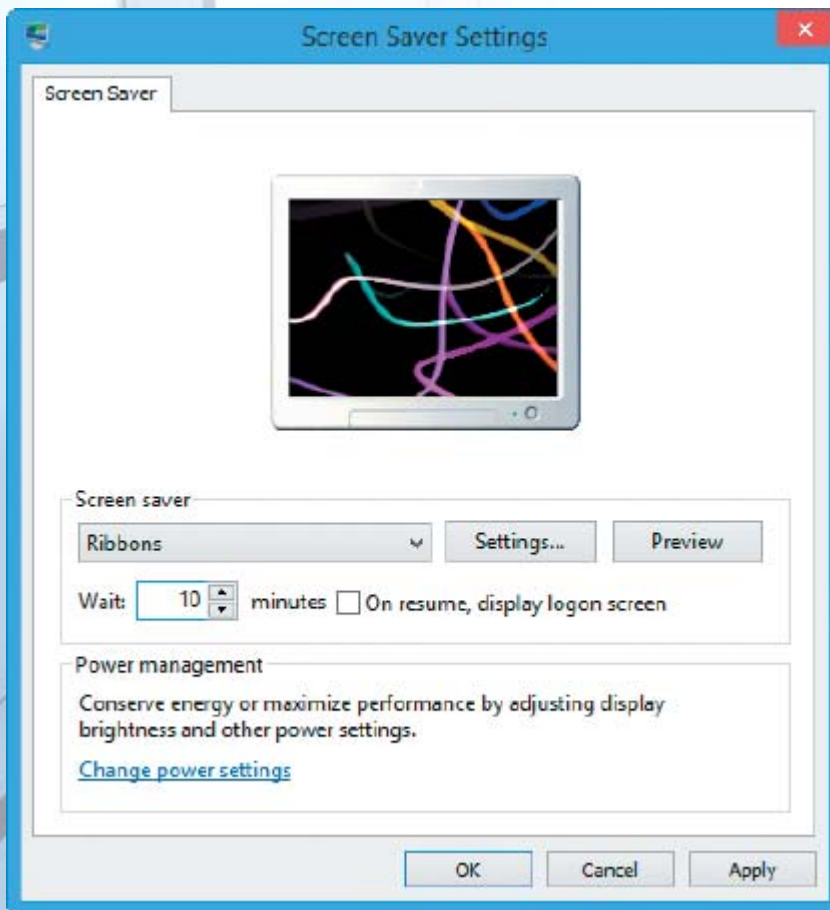 Screen Saver Settings
Screen Saver
Screen saver
Ribbons
Settings...
Preview
Wait: 10 minutes On resume, display logon screen
Power management
Conserve energy or maximize performance by adjusting display
brightness and other power settings.
Change power settings
OK
Cancel
Apply